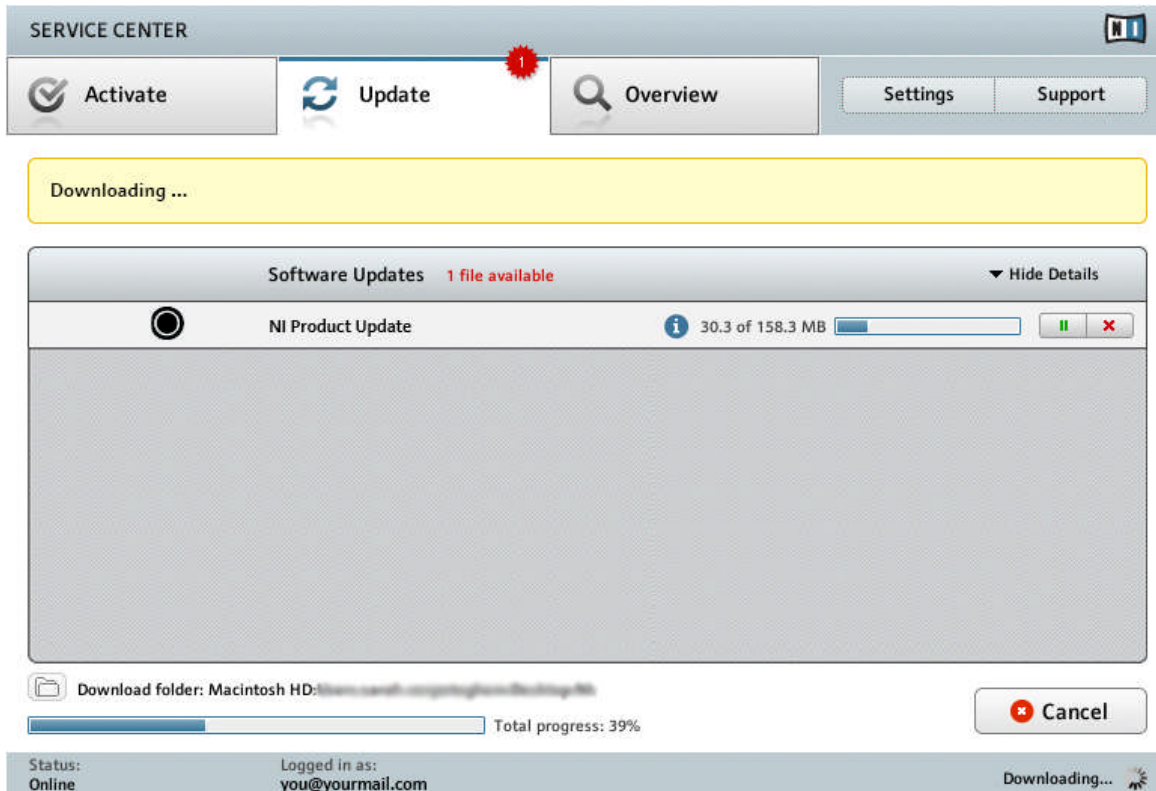 SERVICE CENTER
NI
Activate
Update
1
Overview
Settings
Support
Downloading ...
Software Updates 1 file available
Hide Details
NI Product Update
i
30.3 of 158.3 MB
Download folder: Macintosh HD:
Total progress: 39%
Cancel
Status:
Online
Logged in as:
you@yourmail.com
Downloading...